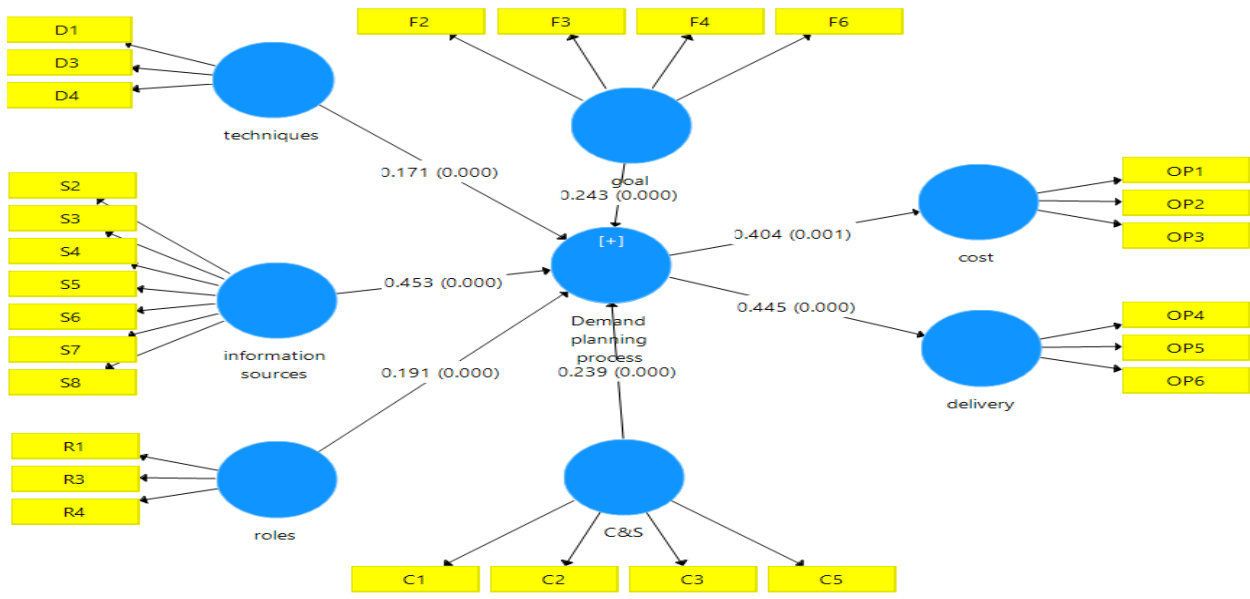 F2
F3
F4
F6
D1
D3
D4
techniques
0.171 (0.000)
goal
0.243 (0.000)
S2
S3
S4
S5
S6
S7
S8
information
sources
0.453 (0.000)
[+]
Demand
planning
process
0.239 (0.000)
0.404 (0.001)
cost
OP1
OP2
OP3
0.445 (0.000)
delivery
OP4
OP5
OP6
0.191 (0.000)
R1
R3
R4
roles
C&S
C1
C2
C3
C5